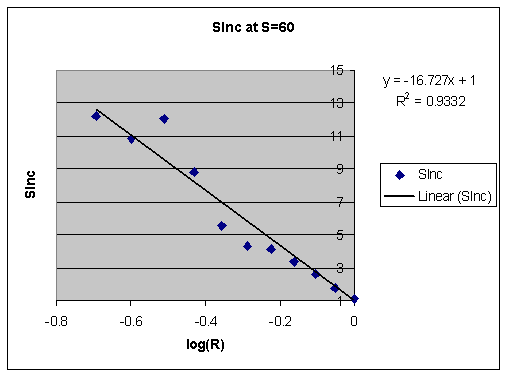 SInc at S=60
15
13
11
9
7
5
3
1
-0.8 -0.6 -0.4 -0.2 0
log(R)
SInc
y = -16.727x + 1
R² = 0.9332
SInc
Linear (SInc)